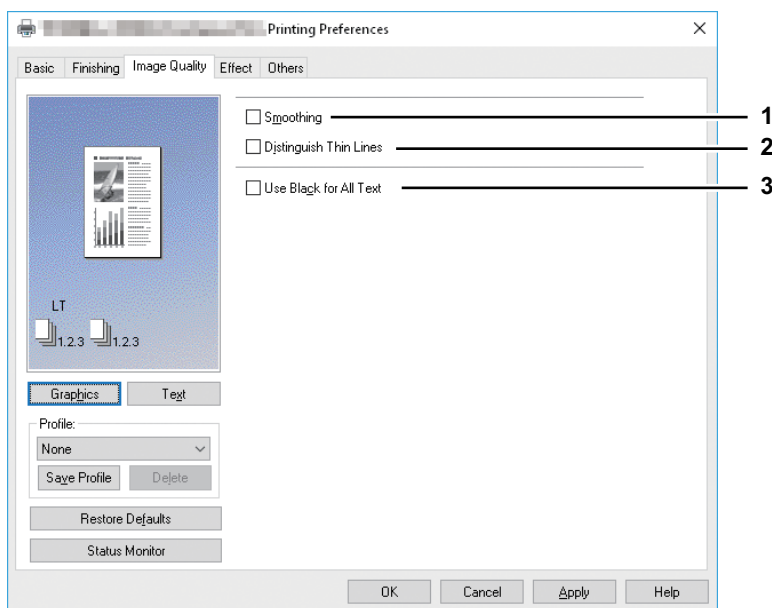 Printing Preferences
Basic Finishing Image Quality Effect Others
Smoothing 1
Distinguish Thin Lines 2
Use Black for All Text 3
LT
1.2.3 1.2.3
Graphics Text
Profile:
None
Save Profile Delete
Restore Defaults
Status Monitor
OK Cancel Apply Help